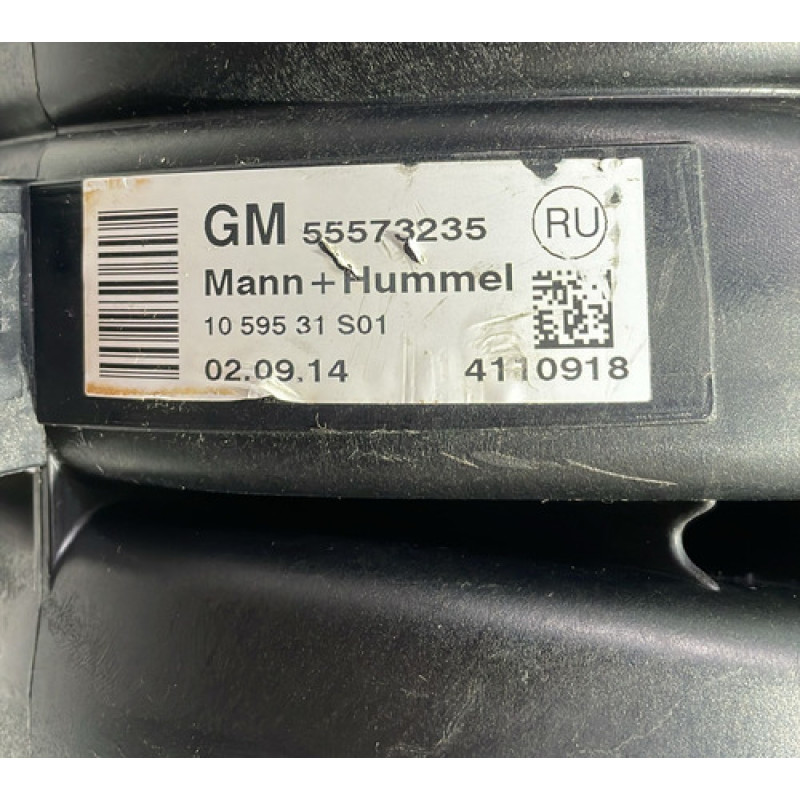 GM 55573235 RU
Mann+Hummel
10 595 31 S01
02.09.14 4110918